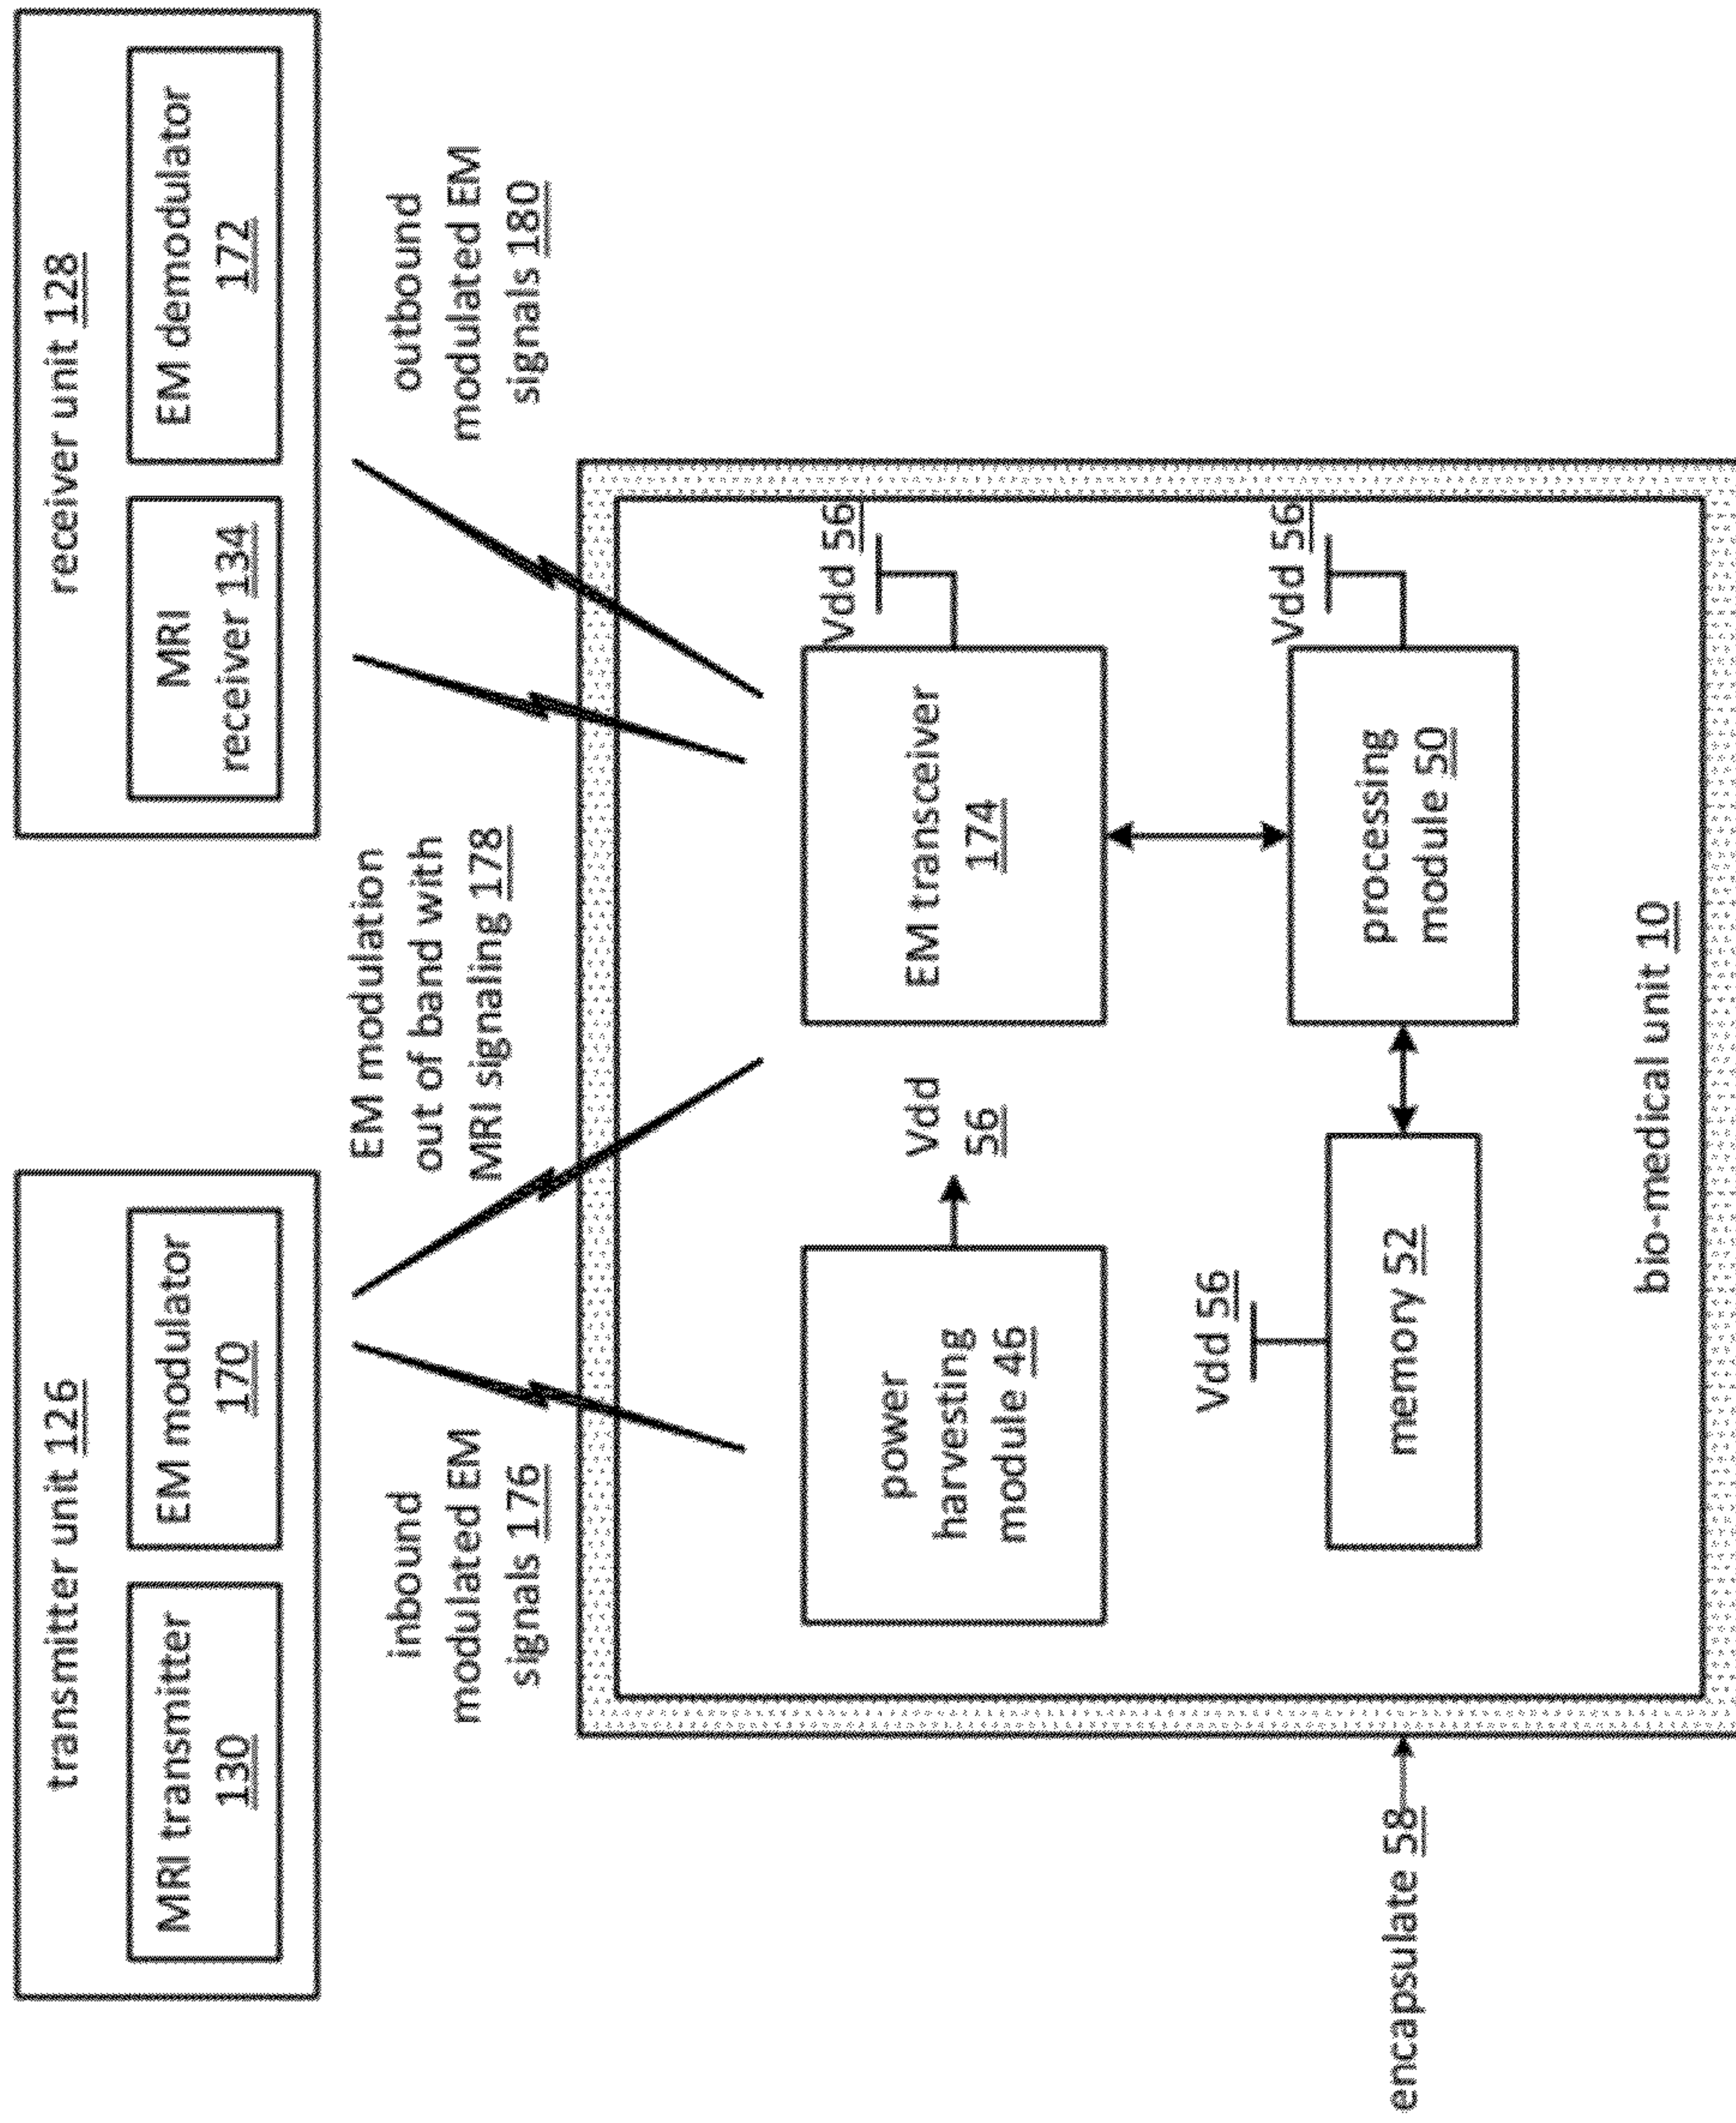 transmitter unit 126
MRI transmitter
130
EM modulator
170
receiver unit 128
MRI
receiver 134
EM demodulator
172
inbound
modulated EM
signals 176
EM modulation
out of band with
MRI signaling 178
outbound
modulated EM
signals 180
power
harvesting
module 46
Vdd
56
EM transceiver
174
Vdd 56
Vdd 56
memory 52
processing
module 50
Vdd 56
encapsulate 58
bio-medical unit 10